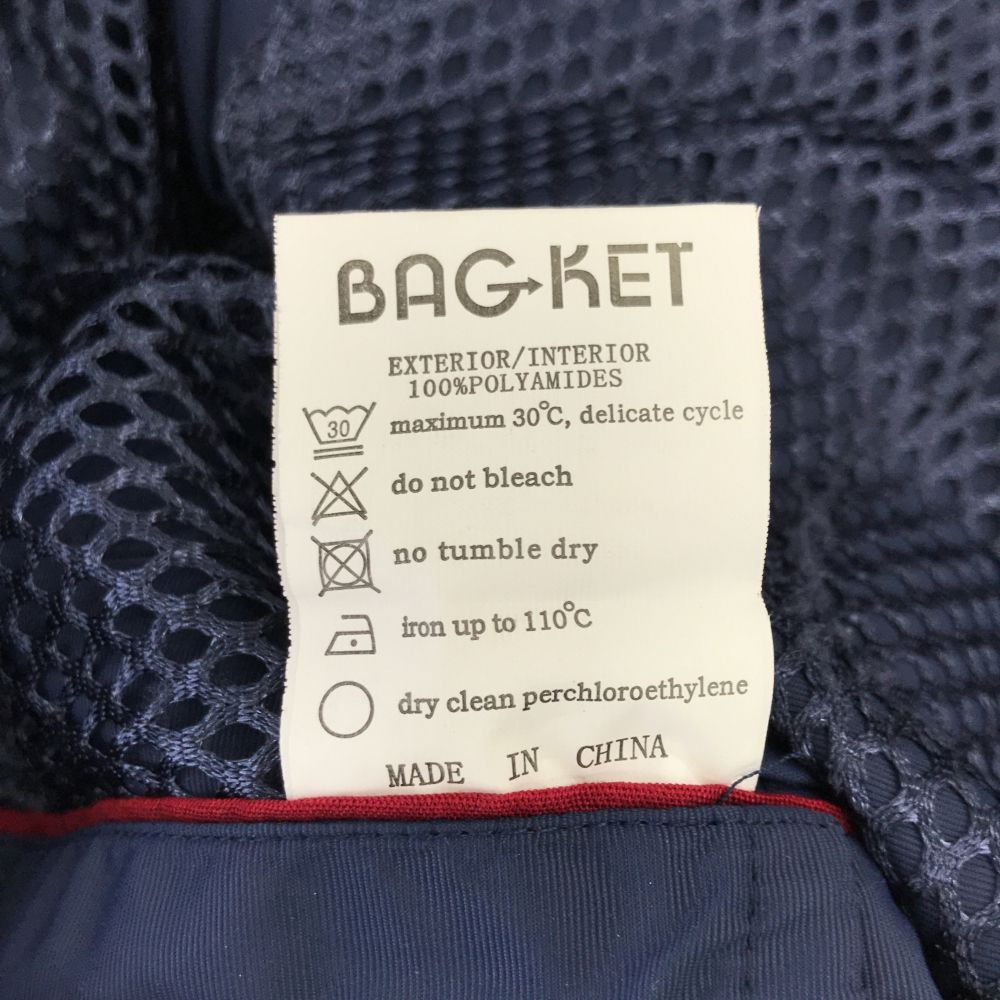 BAG→KET
EXTERIOR/INTERIOR
100%POLYAMIDES
30 maximum 30°C, delicate cycle
do not bleach
no tumble dry
iron up to 110°C
dry clean perchloroethylene
MADE IN CHINA